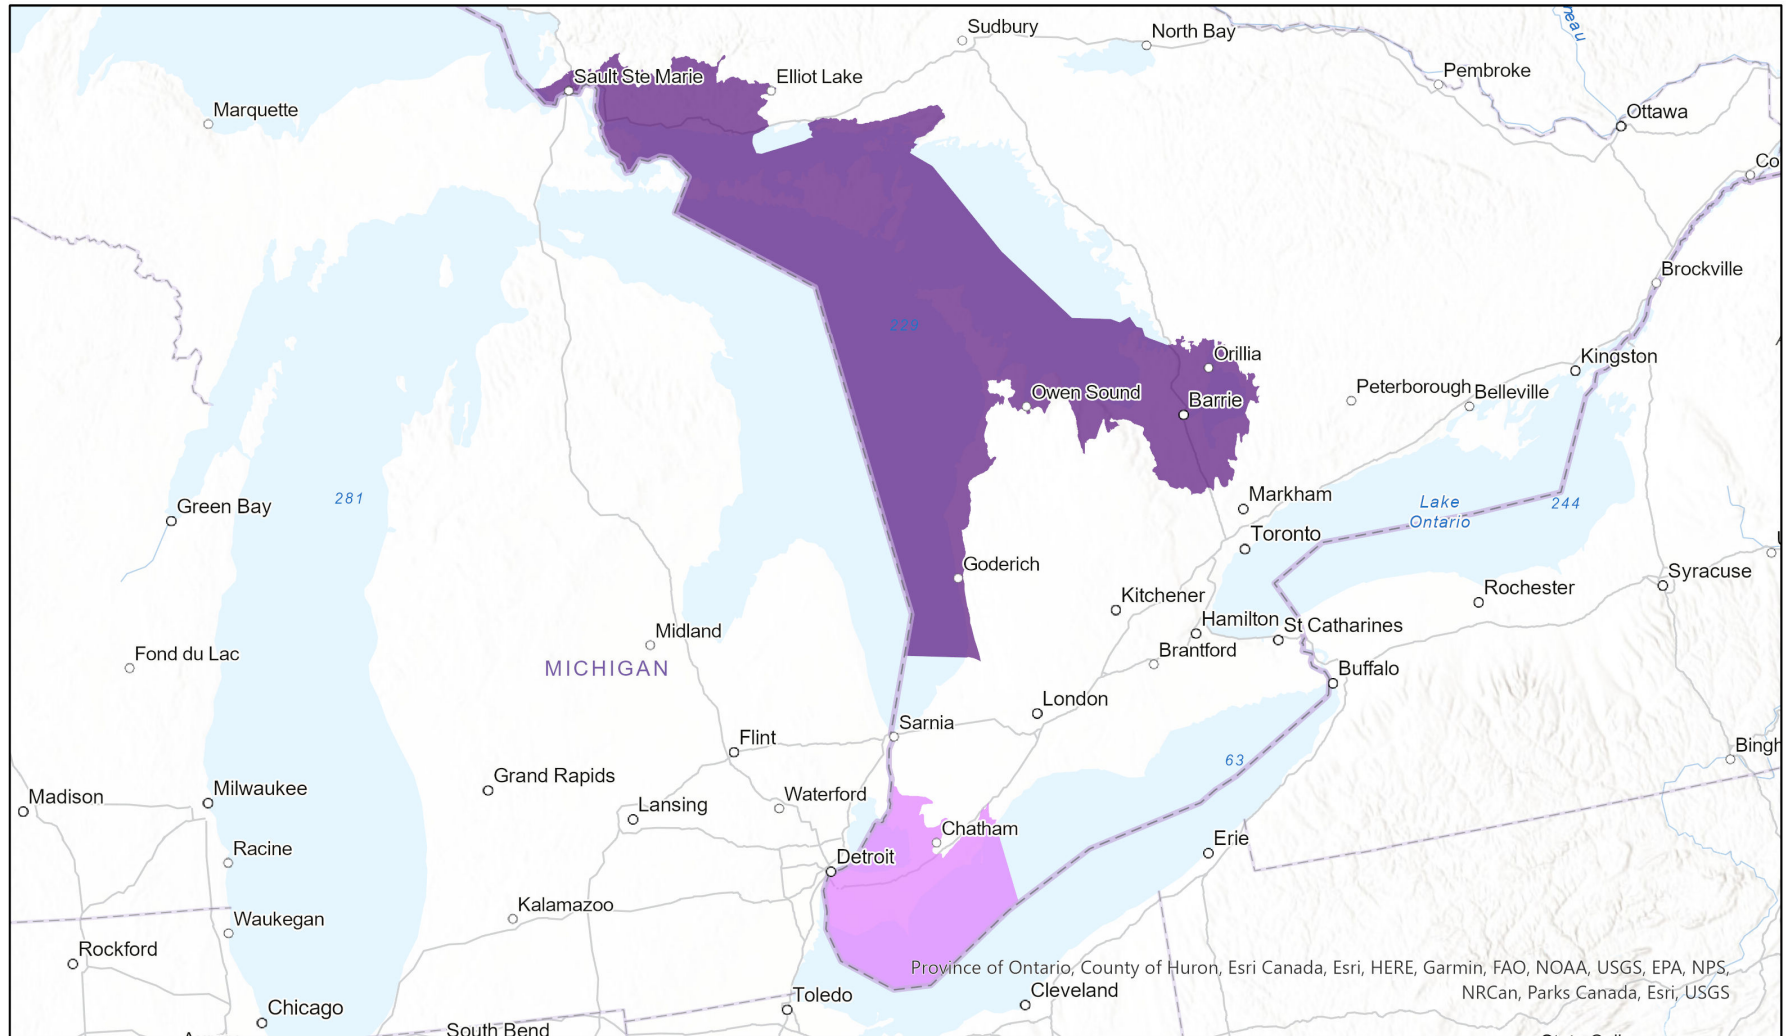 neau
Sudbury
North Bay
Sault Ste Marie
Elliot Lake
Pembroke
Marquette
Ottawa
Co
Brockville
228
Orillia
Kingston
Owen Sound
Barrie
Peterborough
Belleville
281
Green Bay
Markham
Lake
Ontario
244
Toronto
Goderich
Syracuse
Kitchener
Rochester
Midland
Hamilton
St Catharines
Fond du Lac
MICHIGAN
Brantford
Buffalo
London
Sarnia
Flint
Bingh
63
Grand Rapids
Milwaukee
Madison
Lansing
Waterford
Chatham
Erie
Racine
Detroit
Kalamazoo
Waukegan
Rockford
Province of Ontario, County of Huron, Esri Canada, Esri, HERE, Garmin, FAO, NOAA, USGS, EPA, NPS,
NRCan, Parks Canada, Esri, USGS
Toledo
Cleveland
Chicago
South Bend